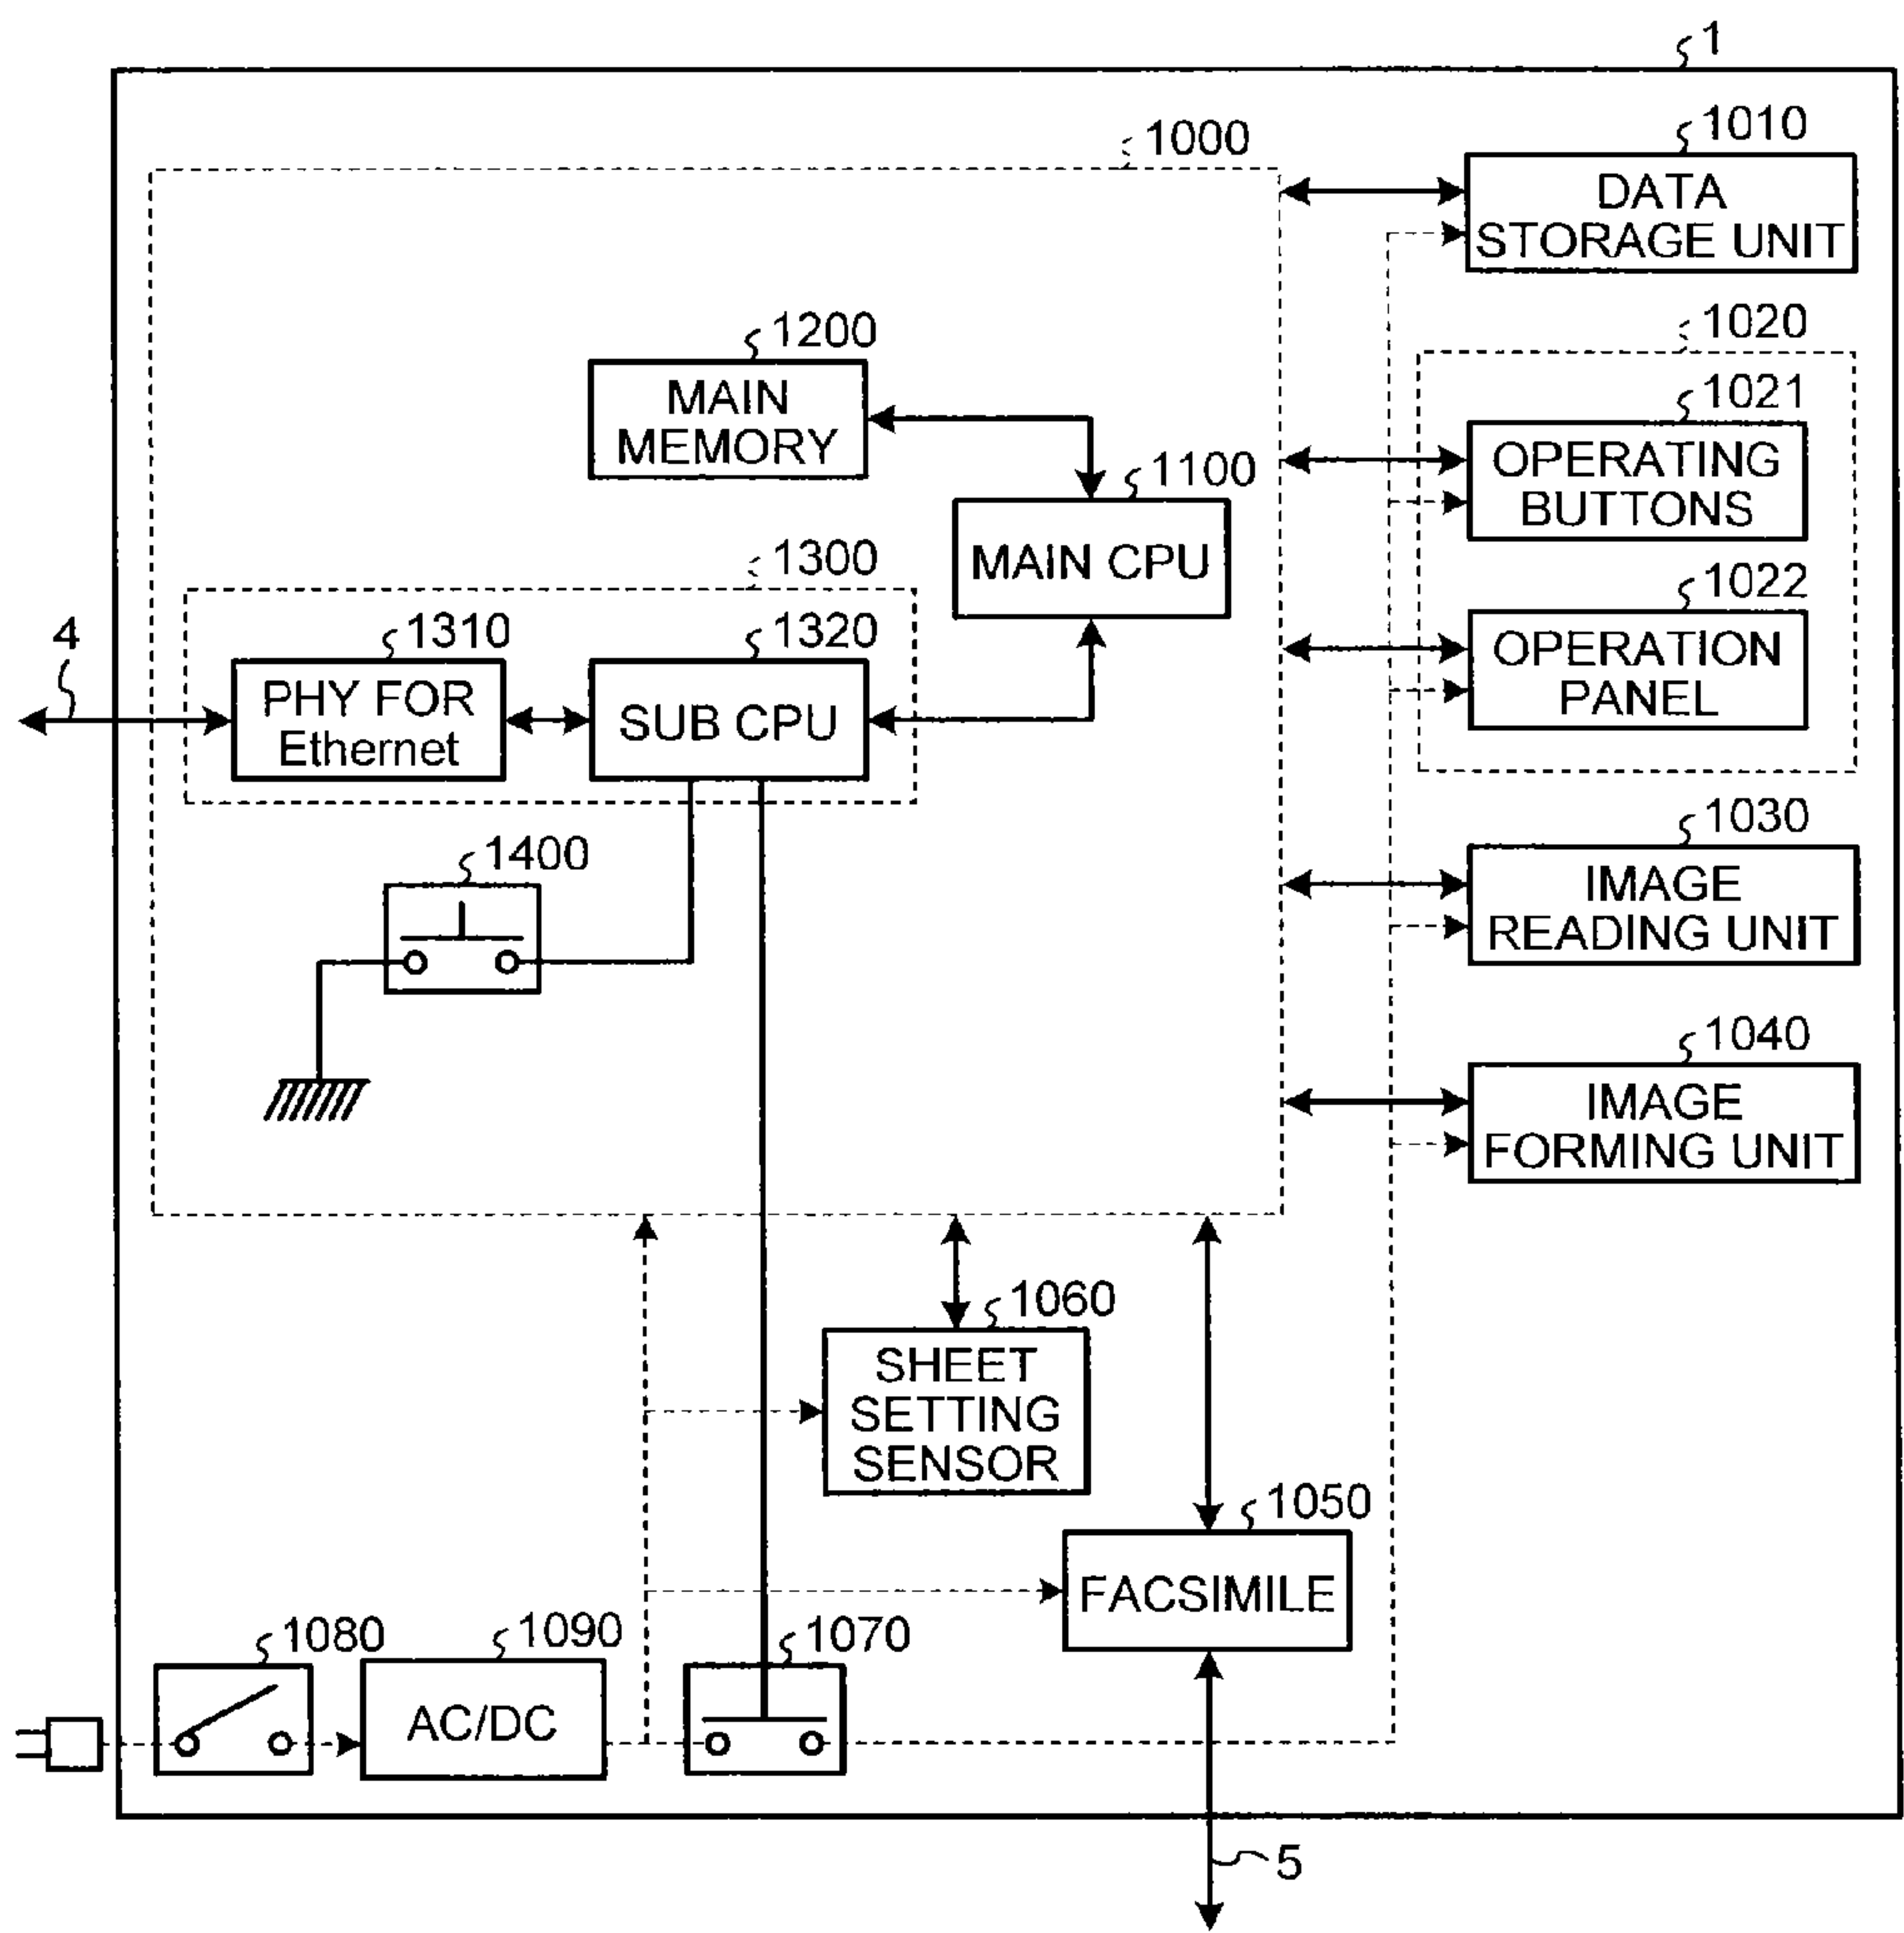 1
1000
1010
DATA
STORAGE UNIT
1020
1200
MAIN
MEMORY
1021
OPERATING
BUTTONS
1100
MAIN CPU
1300
1022
OPERATION
PANEL
4
1310
PHY FOR
Ethernet
1320
SUB CPU
1030
IMAGE
READING UNIT
1400
1040
IMAGE
FORMING UNIT
1060
SHEET
SETTING
SENSOR
1050
FACSIMILE
1080
1090
AC/DC
1070
5